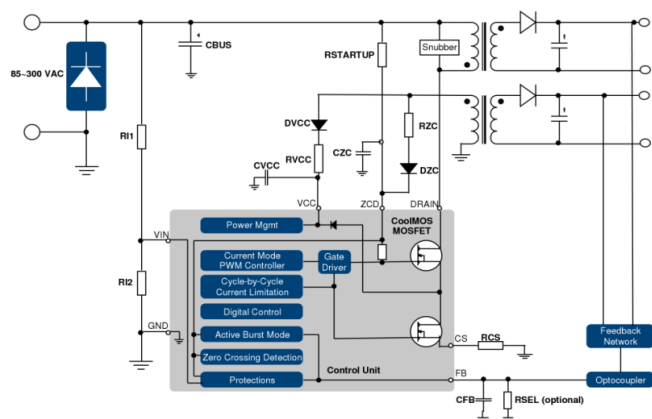 CBUS
RSTARTUP
Snubber
85~300 VAC
RI1
DVCC
RZC
CZC
RVCC
CVCC
DZC
VCC
ZCD
DRAIN
CoolMOS
MOSFET
Power Mgmt
VIN
Current Mode
PWM Controller
Gate
Driver
Cycle-by-Cycle
Current Limitation
RI2
Digital Control
GND
Active Burst Mode
CS
RCS
Feedback
Network
Zero Crossing Detection
Control Unit
FB
Protections
Optocoupler
CFB
RSEL (optional)